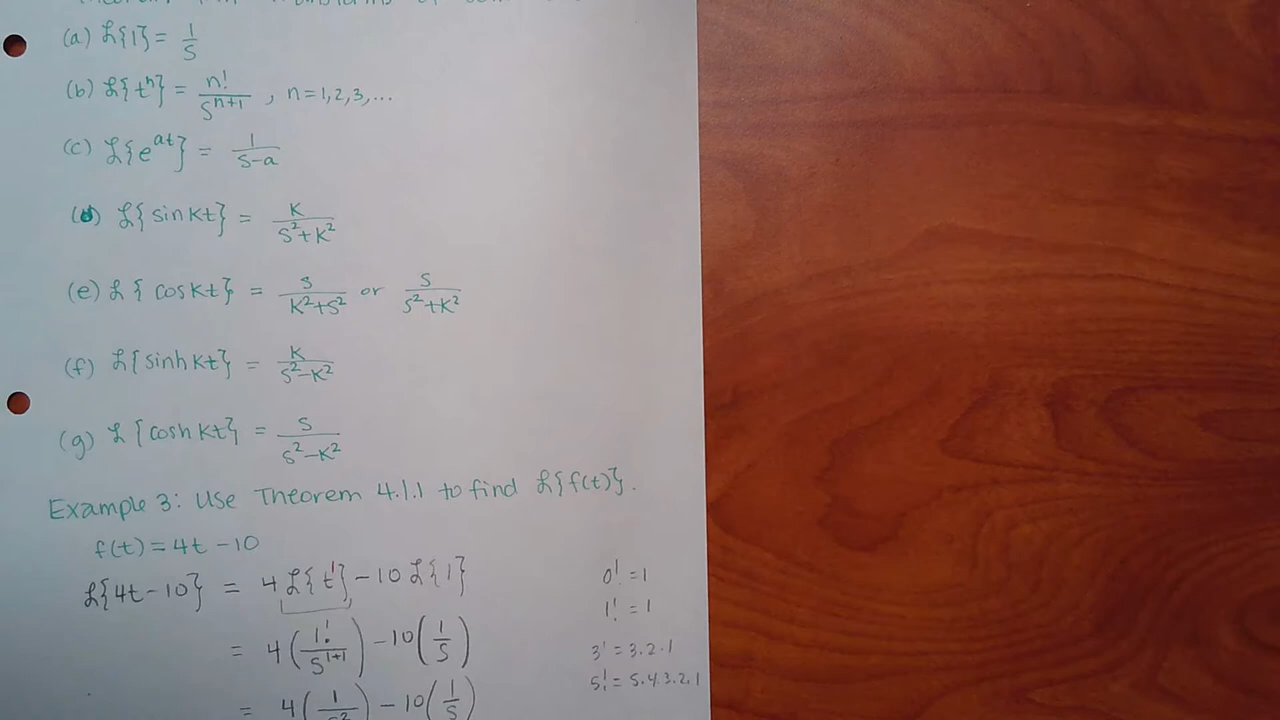 (a) ℒ{1} = 1/s
(b) ℒ{tⁿ} = n!/sⁿ⁺¹ , n=1,2,3,...
(c) ℒ{e^at} = 1/(s-a)
(d) ℒ{sin kt} = k/(s²+k²)
(e) ℒ{cos kt} = s/(k²+s²) or s/(s²+k²)
(f) ℒ{sinh kt} = k/(s²-k²)
(g) ℒ{cosh kt} = s/(s²-k²)
Example 3: Use Theorem 4.1.1 to find ℒ{f(t)}.
f(t) = 4t - 10
ℒ{4t-10} = 4ℒ{t¹} - 10ℒ{1}
= 4(1!/s¹⁺¹) - 10(1/s)
= 4(1/s²) - 10(1/s)
0! = 1
1! = 1
3! = 3.2.1
5! = 5.4.3.2.1